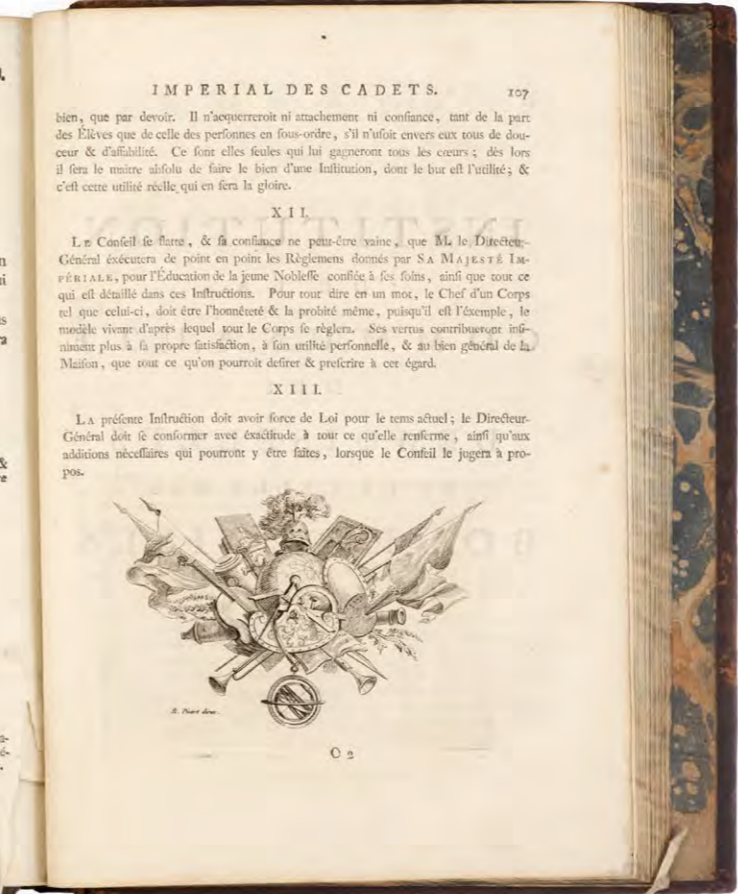 IMPERIAL DES CADETS. 107
bien, que par devoir. Il n'acquerreroit ni attachement ni confiance, tant de la part
des Élèves que de celle des perſonnes en ſous-ordre, s'il n'uſoit envers eux tous de dou-
ceur & d'affabilité. Ce ſont elles ſeules qui lui gagneront tous les cœurs ; dès lors
il ſera le maitre abſolu de faire le bien d'une Inſtitution, dont le but eſt l'utilité; &
c'eſt cette utilité réelle qui en ſera la gloire.
XII.
LE Conſeil ſe flatte, & ſa confiance ne peut-être vaine, que M. le Directeur-
Général éxécutera de point en point les Règlemens donnés par SA MAJESTÉ IM-
PÉRIALE, pour l'Éducation de la jeune Nobleſſe confiée à ſes ſoins, ainſi que tout ce
qui eſt détaillé dans ces Inſtructions. Pour tout dire en un mot, le Chef d'un Corps
tel que celui-ci, doit être l'honnêteté & la probité même, puisqu'il eſt l'éxemple, le
modèle vivant d'après lequel tout le Corps ſe règlera. Ses vertus contribueront infi-
niment plus à ſa propre ſatisfaction, à ſon utilité perſonnelle, & au bien général de la
Maiſon, que tout ce qu'on pourroit deſirer & preſcrire à cet égard.
XIII.
LA préſente Inſtruction doit avoir force de Loi pour le tems actuel ; le Directeur-
Général doit ſe conformer avec éxactitude à tout ce qu'elle renferme, ainſi qu'aux
additions néceſſaires qui pourront y être faites, lorsque le Conſeil le jugera à pro-
pos.
O 2